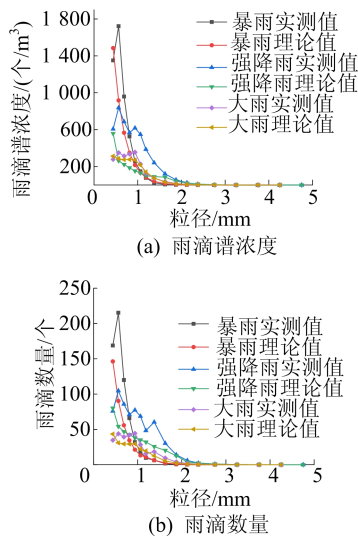 雨滴谱浓度/(个/m³)
1 800
1 400
1 000
600
200
暴雨实测值
暴雨理论值
强降雨实测值
强降雨理论值
大雨实测值
大雨理论值
0 1 2 3 4 5
粒径/mm
(a) 雨滴谱浓度
雨滴数量/个
250
200
150
100
50
暴雨实测值
暴雨理论值
强降雨实测值
强降雨理论值
大雨实测值
大雨理论值
0 1 2 3 4 5
粒径/mm
(b) 雨滴数量